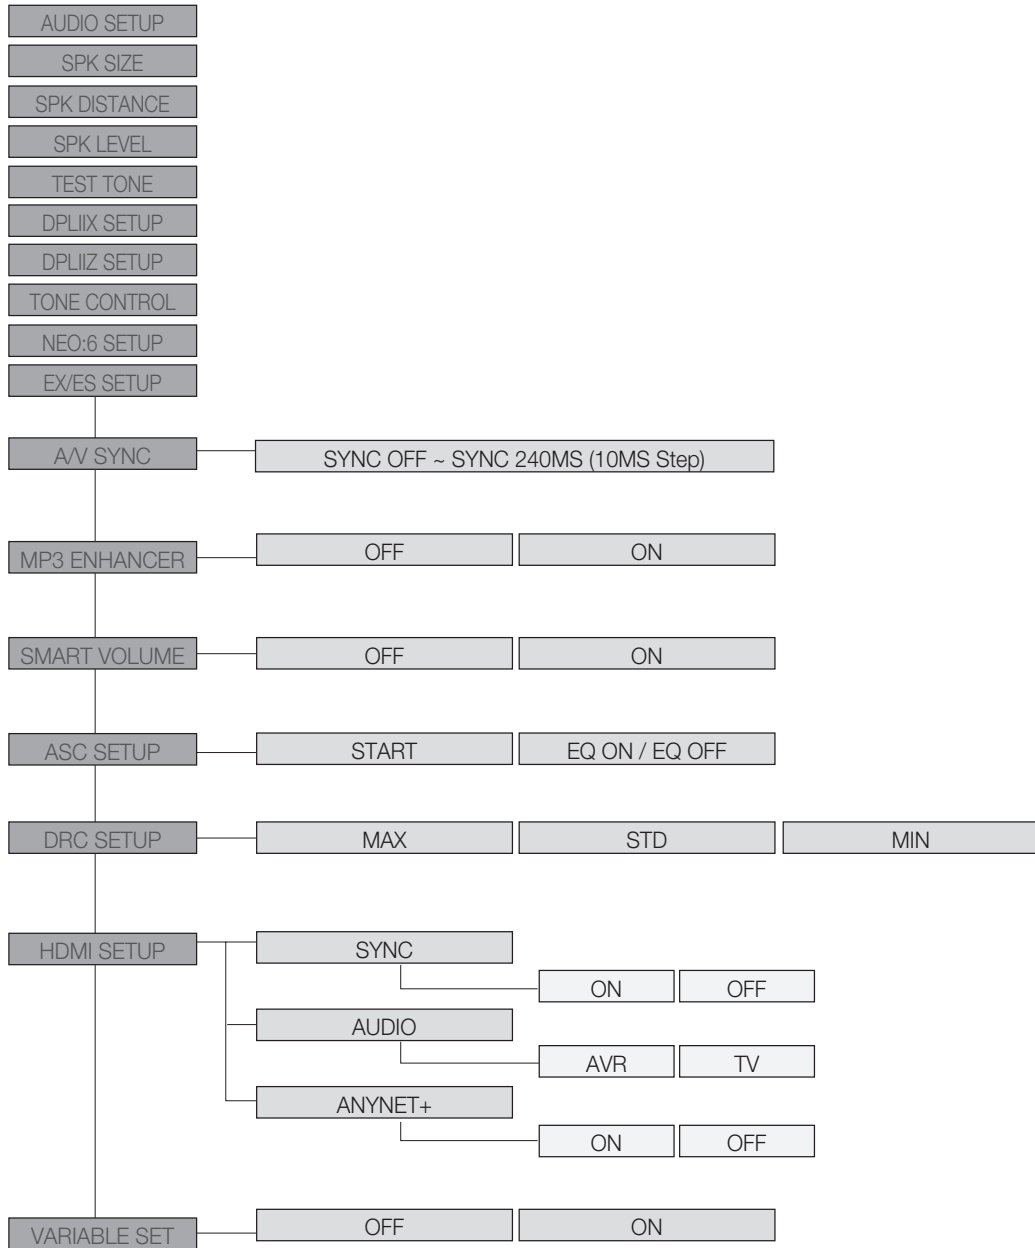 AUDIO SETUP
SPK SIZE
SPK DISTANCE
SPK LEVEL
TEST TONE
DPLIIX SETUP
DPLIIZ SETUP
TONE CONTROL
NEO:6 SETUP
EX/ES SETUP
A/V SYNC SYNC OFF ~ SYNC 240MS (10MS Step)
MP3 ENHANCER OFF ON
SMART VOLUME OFF ON
ASC SETUP START EQ ON / EQ OFF
DRC SETUP MAX STD MIN
HDMI SETUP SYNC
ON OFF
AUDIO
AVR TV
ANYNET+
ON OFF
VARIABLE SET OFF ON